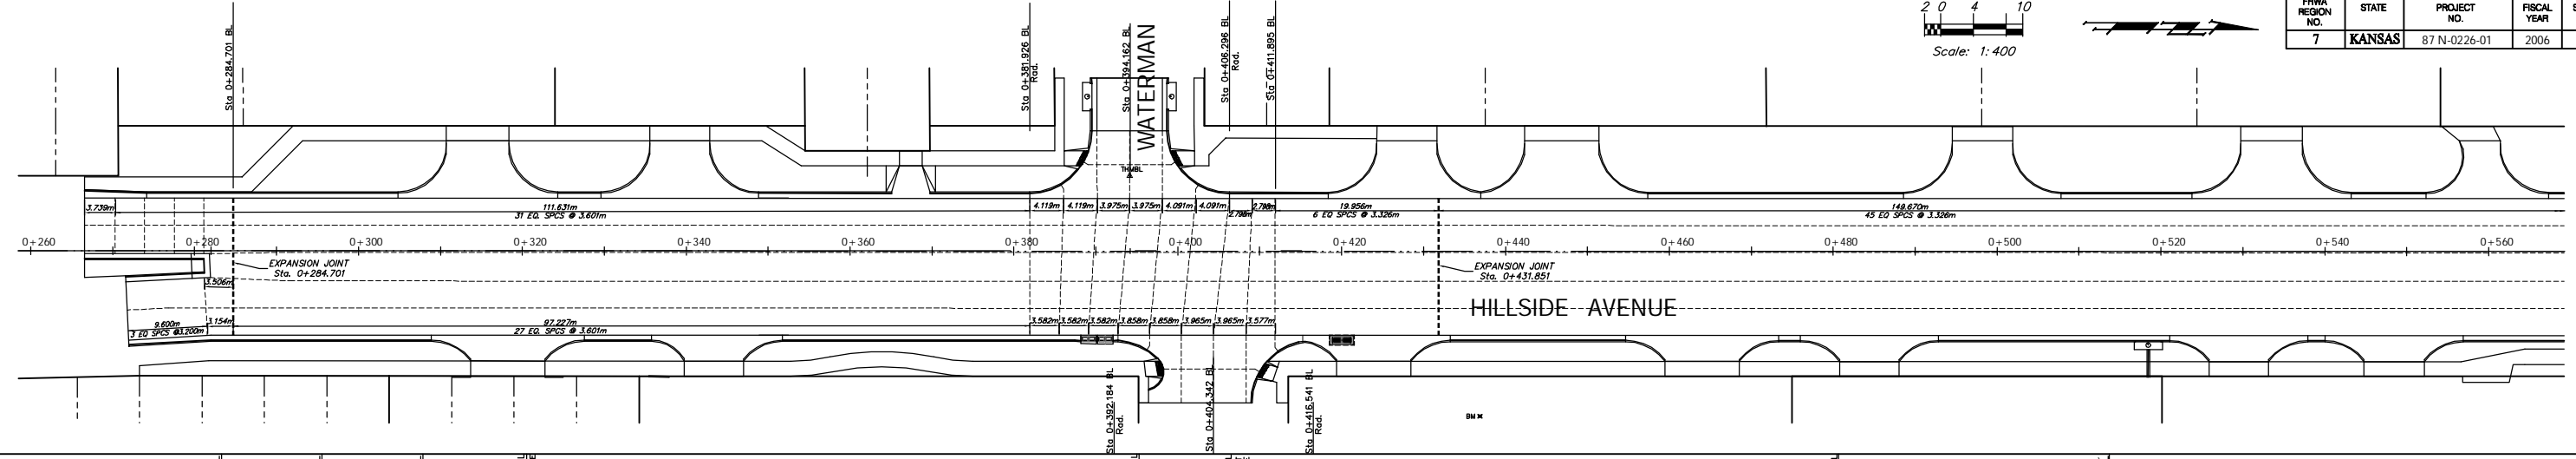 2 0 4 10
Scale: 1:400
FHWA REGION NO.
STATE
PROJECT NO.
FISCAL YEAR
7
KANSAS
87 N-0226-01
2006
Sta 0+284.701 BL
Sta 0+381.926 BL
Rad.
Sta 0+394.162 BL
WATERMAN
Sta 0+406.296 BL
Rad.
Sta 0+411.895 BL
3.739m
111.631m
31 EQ. SPCS @ 3.601m
4.119m
4.119m
3.975m
3.975m
4.091m
4.091m
2.798m
2.798m
19.956m
6 EQ SPCS @ 3.326m
149.670m
45 EQ SPCS @ 3.326m
0+260
0+280
0+300
0+320
0+340
0+360
0+380
0+400
0+420
0+440
0+460
0+480
0+500
0+520
0+540
0+560
EXPANSION JOINT
Sta. 0+284.701
EXPANSION JOINT
Sta. 0+431.851
3.506m
HILLSIDE AVENUE
9.600m
3 EQ SPCS @3.200m
3.154m
97.227m
27 EQ. SPCS @ 3.601m
3.582m
3.582m
3.582m
3.858m
3.858m
3.965m
3.965m
3.577m
Sta 0+392.184 BL
Rad.
Sta 0+404.342 BL
Sta 0+416.541 BL
Rad.
BM